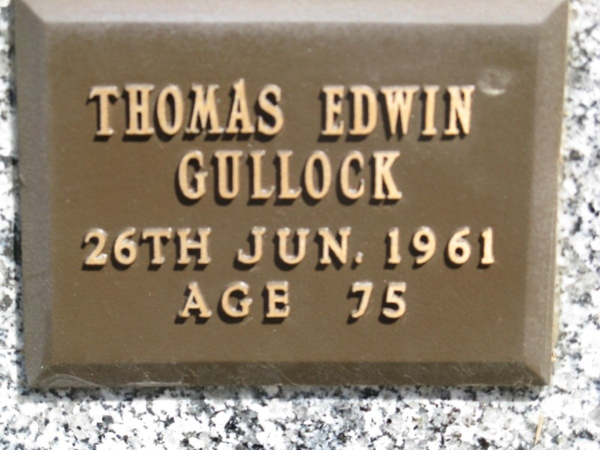 THOMAS EDWIN
GULLOCK
26TH JUN. 1961
AGE 75